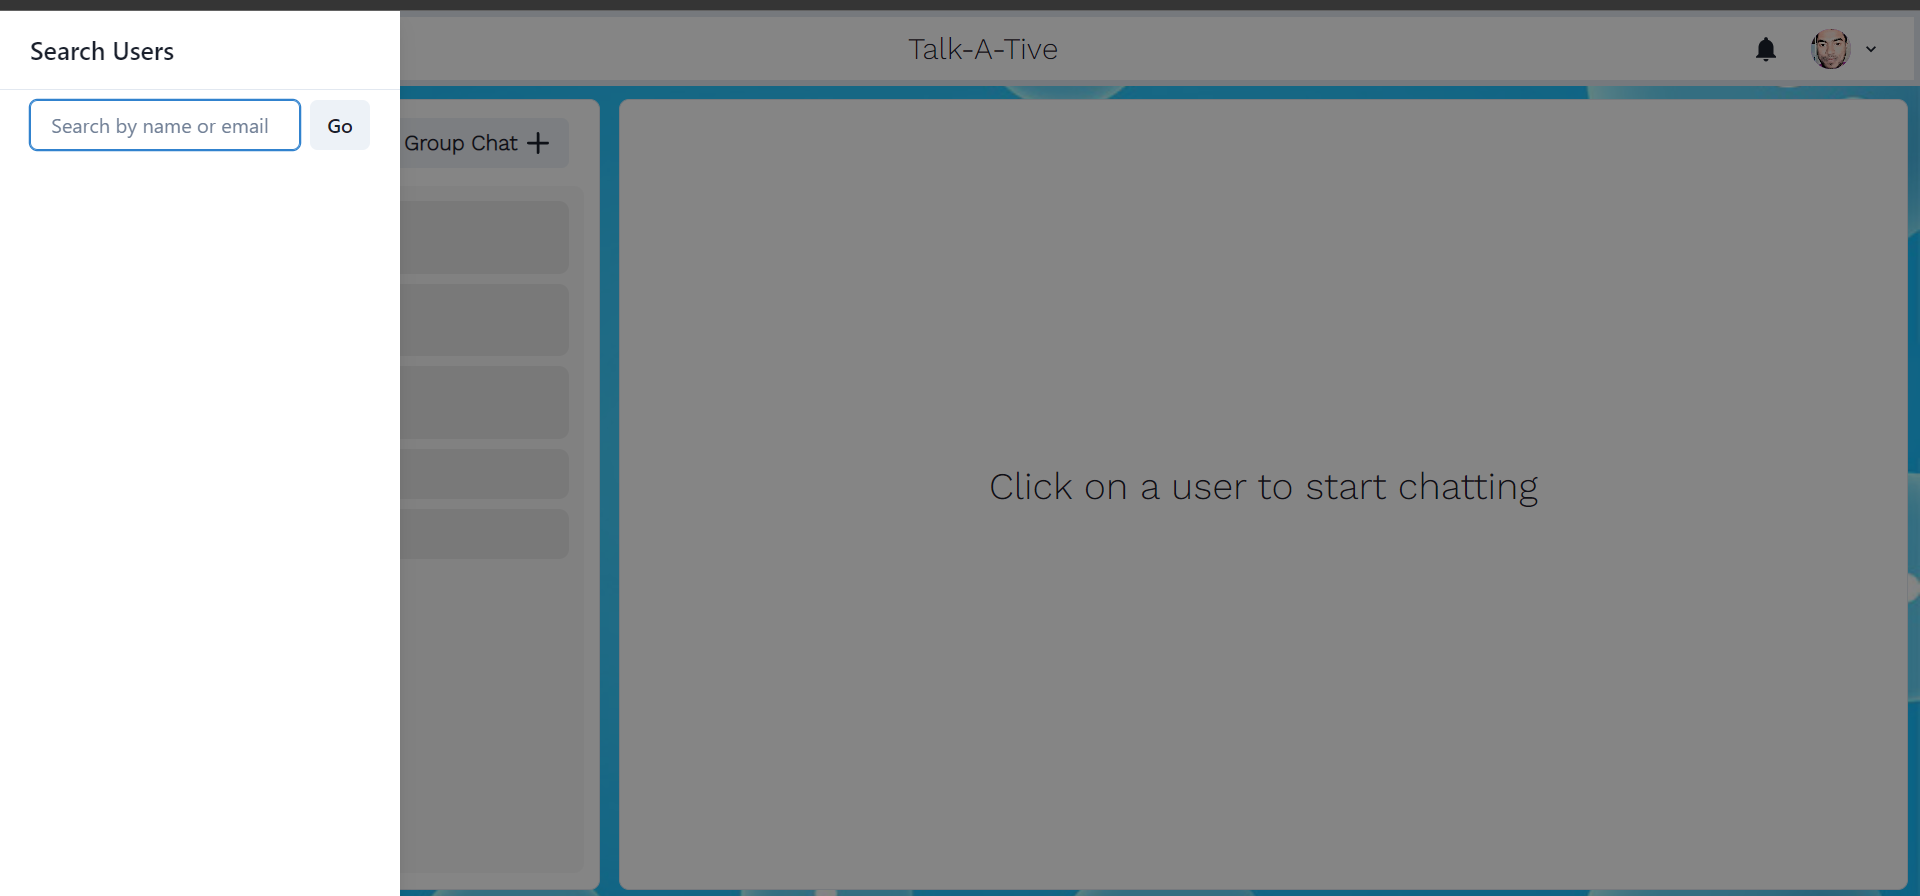 Search Users
Talk-A-Tive
Search by name or email
Go
Group Chat
Click on a user to start chatting